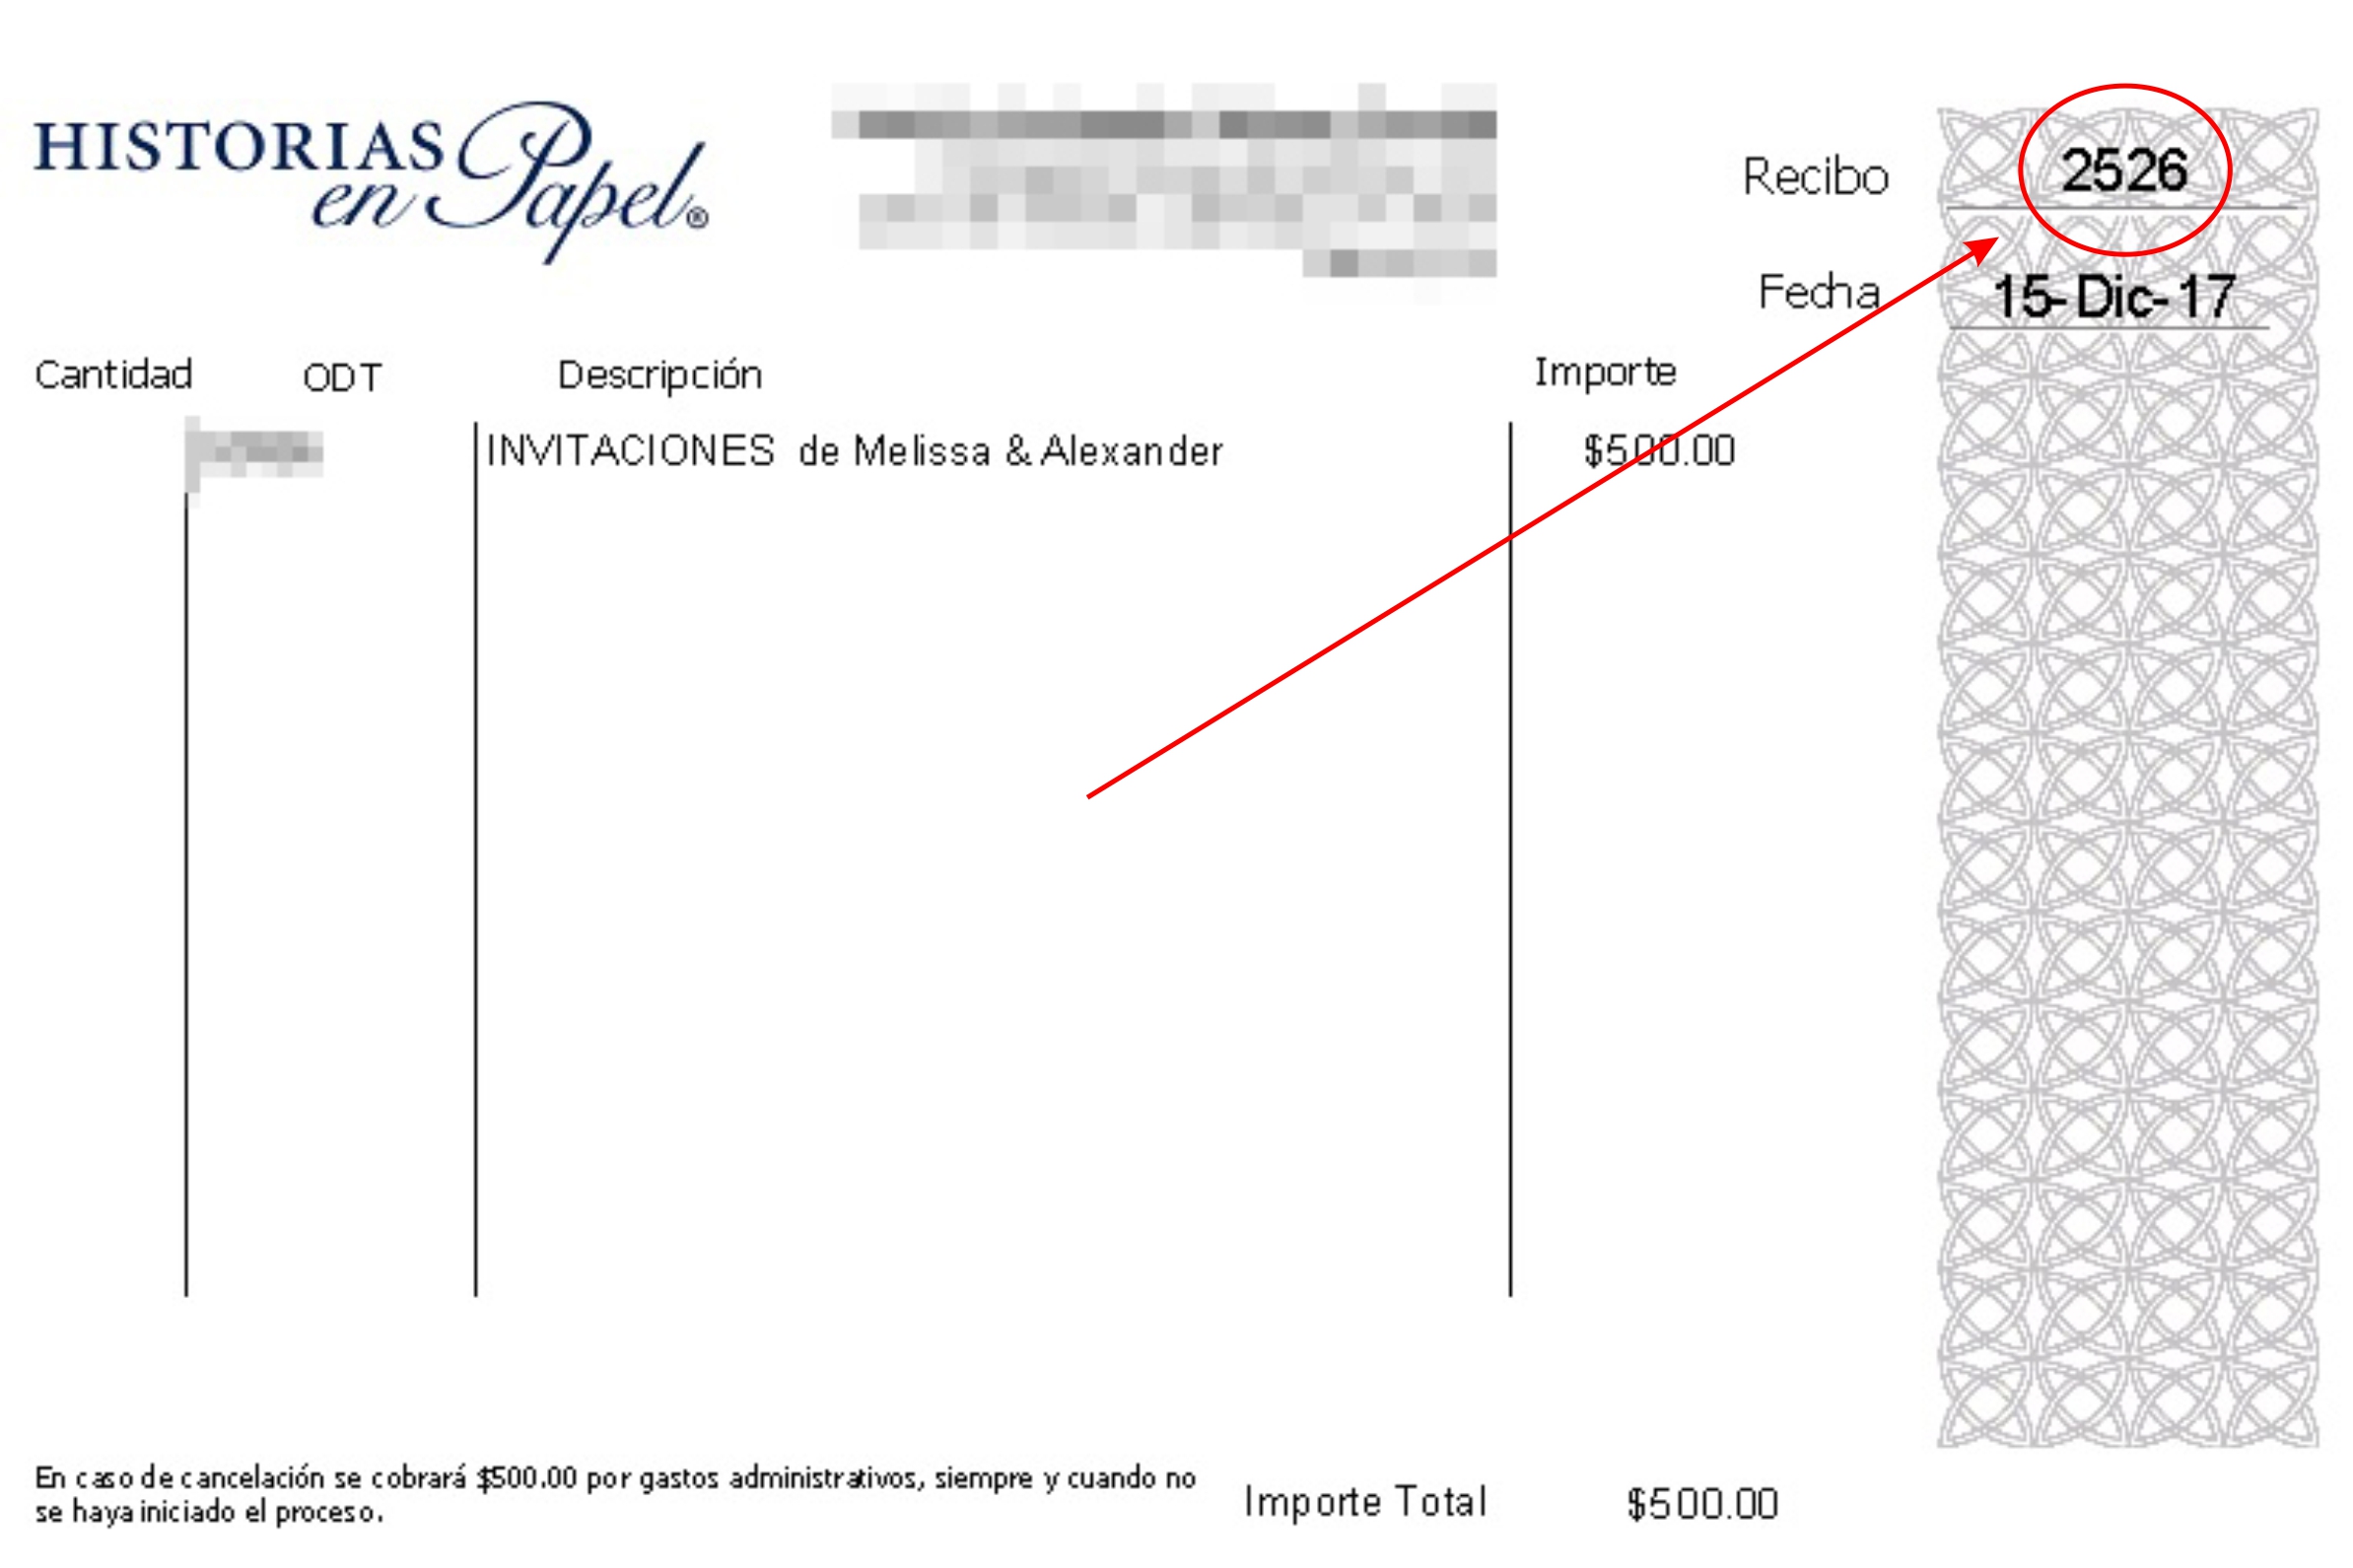 HISTORIAS
en Papel®
Recibo 2526
Fecha 15-Dic-17
Cantidad ODT Descripción Importe
INVITACIONES de Melissa & Alexander $500.00
En caso de cancelación se cobrará $500.00 por gastos administrativos, siempre y cuando no
se haya iniciado el proceso.
Importe Total $500.00